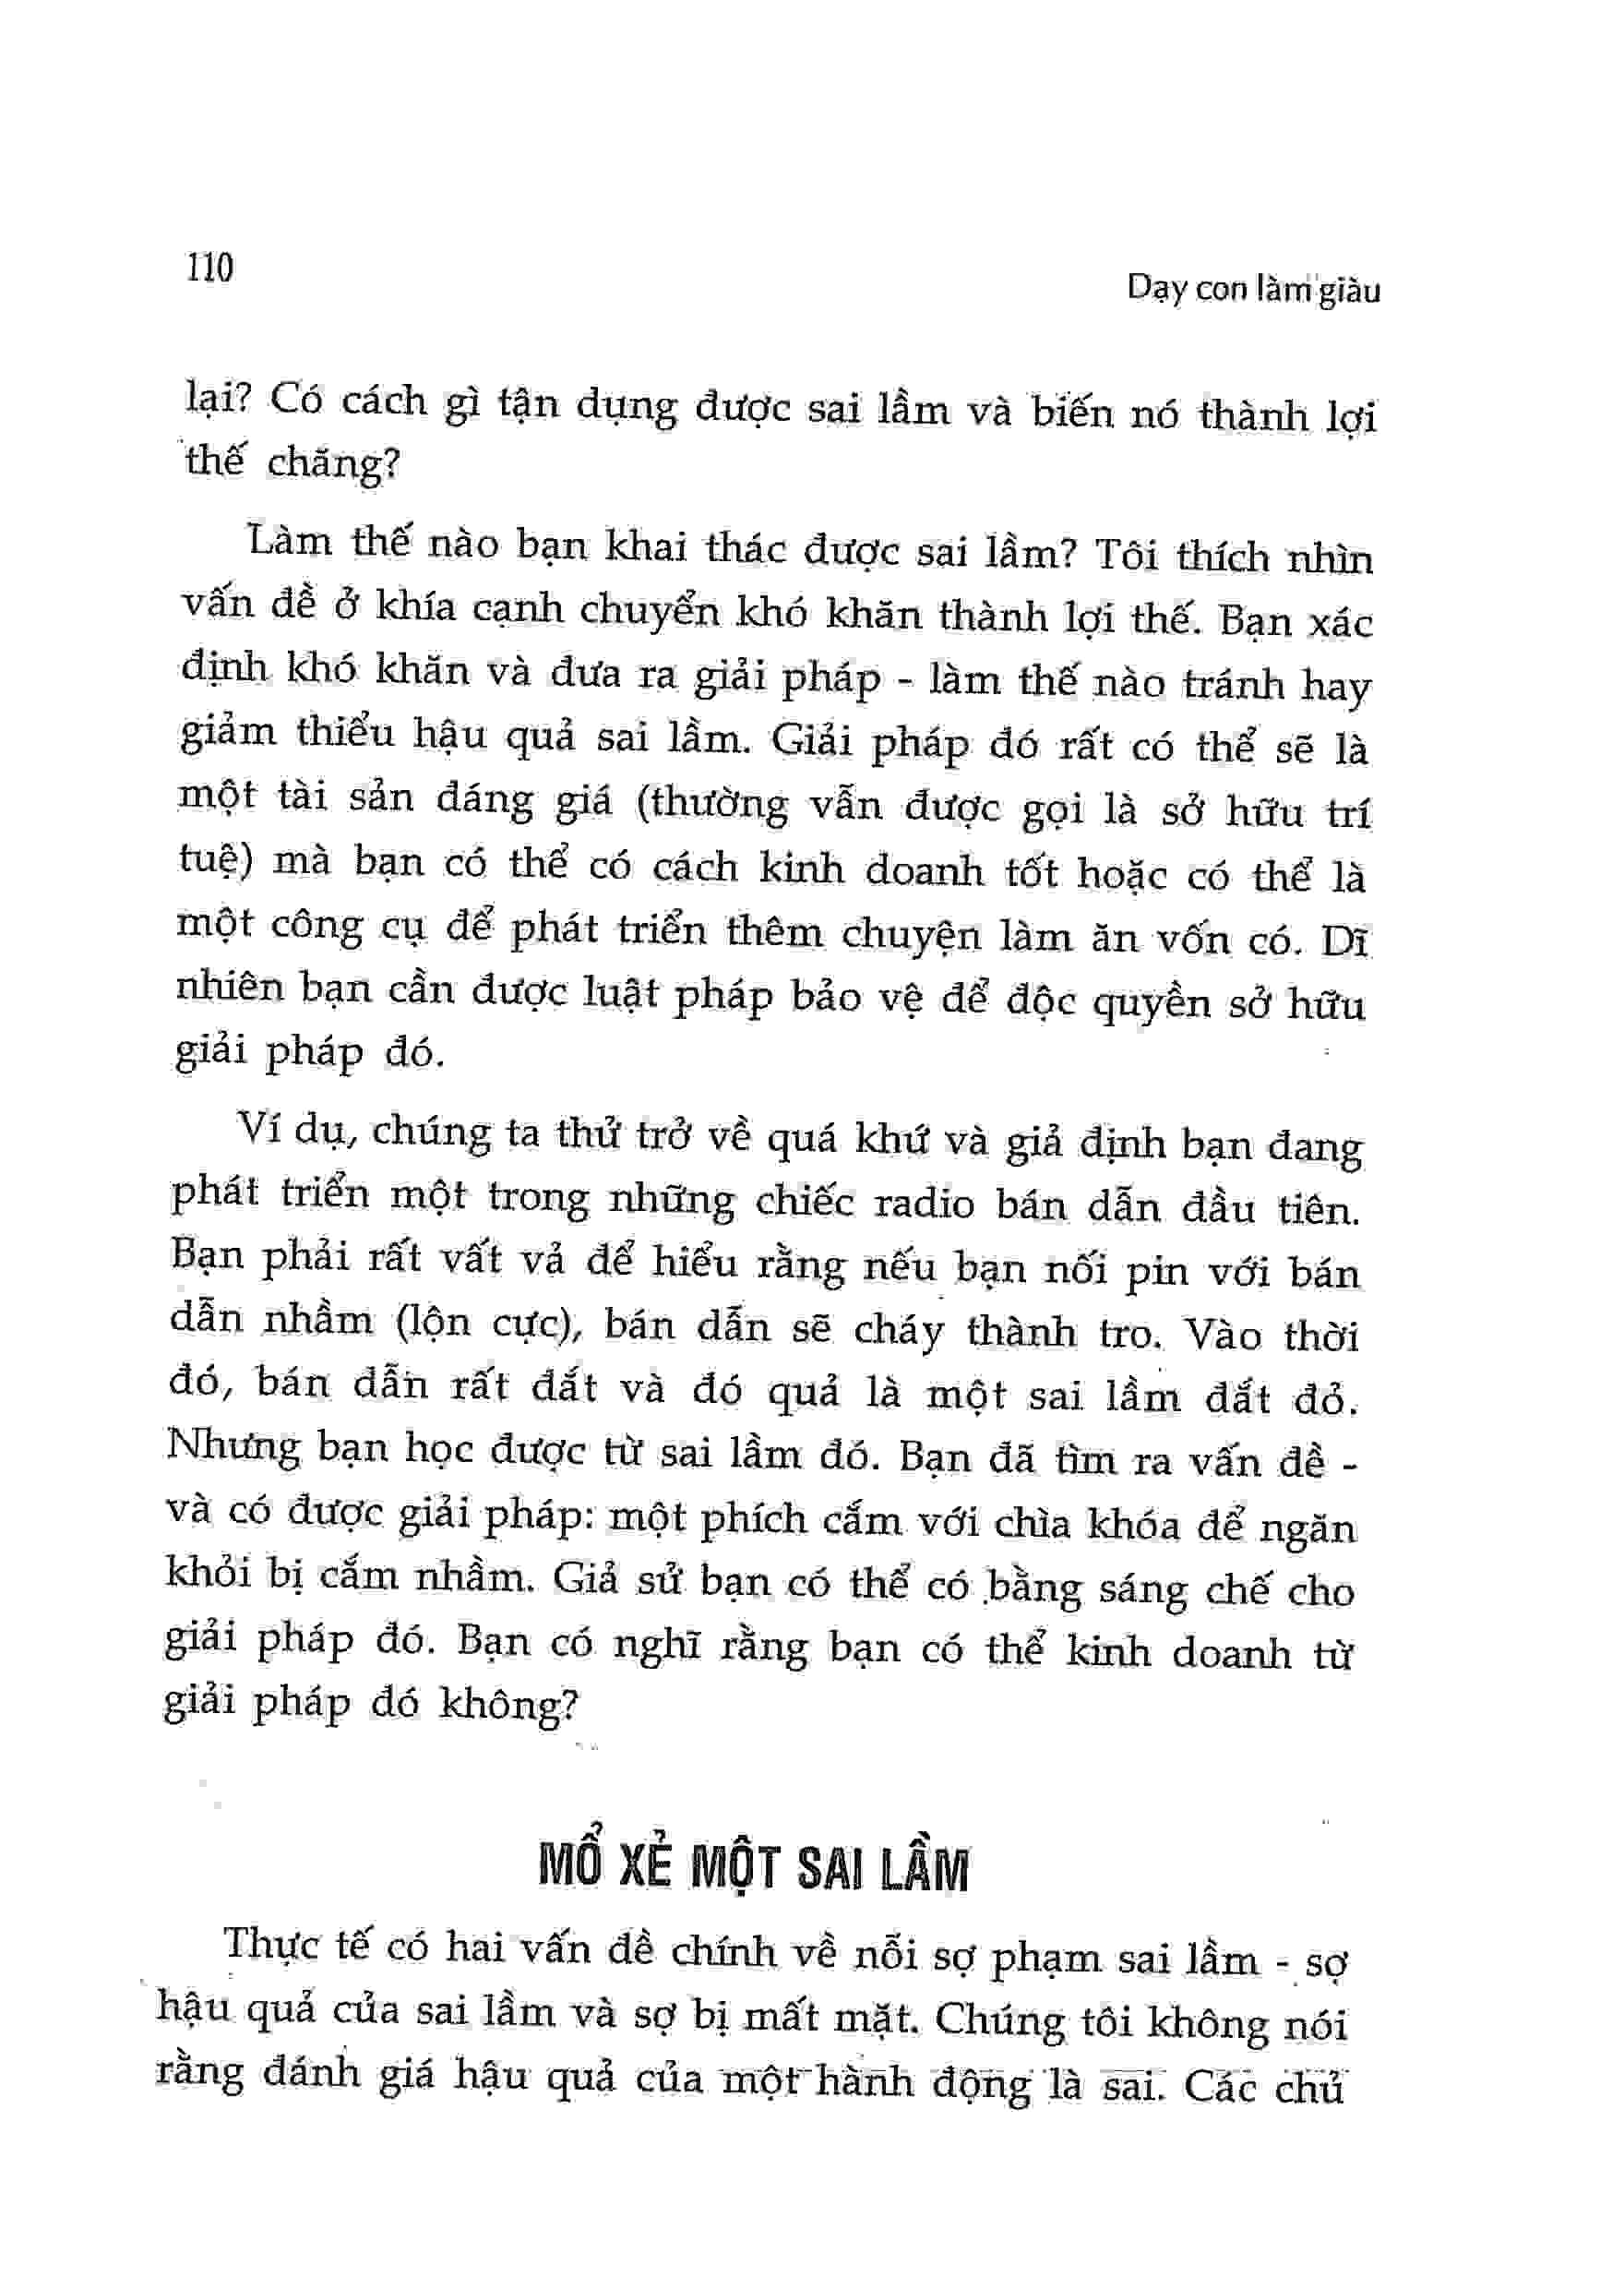 110
Dạy con làm giàu
lại? Có cách gì tận dụng được sai lầm và biến nó thành lợi
thế chăng?
Làm thế nào bạn khai thác được sai lầm? Tôi thích nhìn
vấn đề ở khía cạnh chuyển khó khăn thành lợi thế. Bạn xác
định khó khăn và đưa ra giải pháp - làm thế nào tránh hay
giảm thiểu hậu quả sai lầm. Giải pháp đó rất có thể sẽ là
một tài sản đáng giá (thường vẫn được gọi là sở hữu trí
tuệ) mà bạn có thể có cách kinh doanh tốt hoặc có thể là
một công cụ để phát triển thêm chuyện làm ăn vốn có. Dĩ
nhiên bạn cần được luật pháp bảo vệ để độc quyền sở hữu
giải pháp đó.
Ví dụ, chúng ta thử trở về quá khứ và giả định bạn đang
phát triển một trong những chiếc radio bán dẫn đầu tiên.
Bạn phải rất vất vả để hiểu rằng nếu bạn nối pin với bán
dẫn nhầm (lộn cực), bán dẫn sẽ cháy thành tro. Vào thời
đó, bán dẫn rất đắt và đó quả là một sai lầm đắt đỏ.
Nhưng bạn học được từ sai lầm đó. Bạn đã tìm ra vấn đề -
và có được giải pháp: một phích cắm với chìa khóa để ngăn
khỏi bị cắm nhầm. Giả sử bạn có thể có bằng sáng chế cho
giải pháp đó. Bạn có nghĩ rằng bạn có thể kinh doanh từ
giải pháp đó không?
MỔ XẺ MỘT SAI LẦM
Thực tế có hai vấn đề chính về nỗi sợ phạm sai lầm - sợ
hậu quả của sai lầm và sợ bị mất mặt. Chúng tôi không nói
rằng đánh giá hậu quả của một hành động là sai. Các chủ